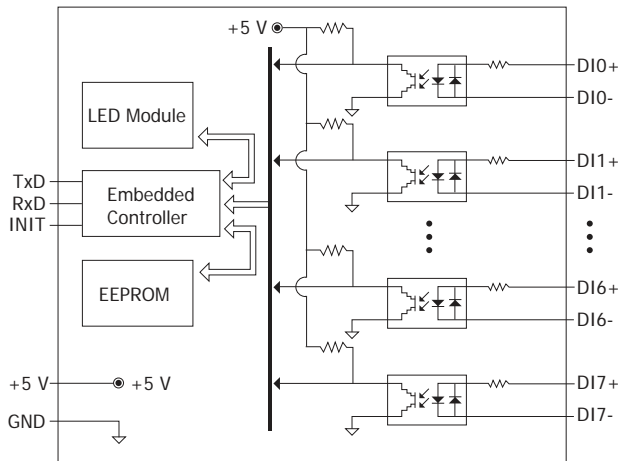 +5 V
LED Module
DI0+
DI0-
TxD
RxD
INIT
Embedded
Controller
DI1+
DI1-
EEPROM
DI6+
DI6-
+5 V
+5 V
GND
DI7+
DI7-